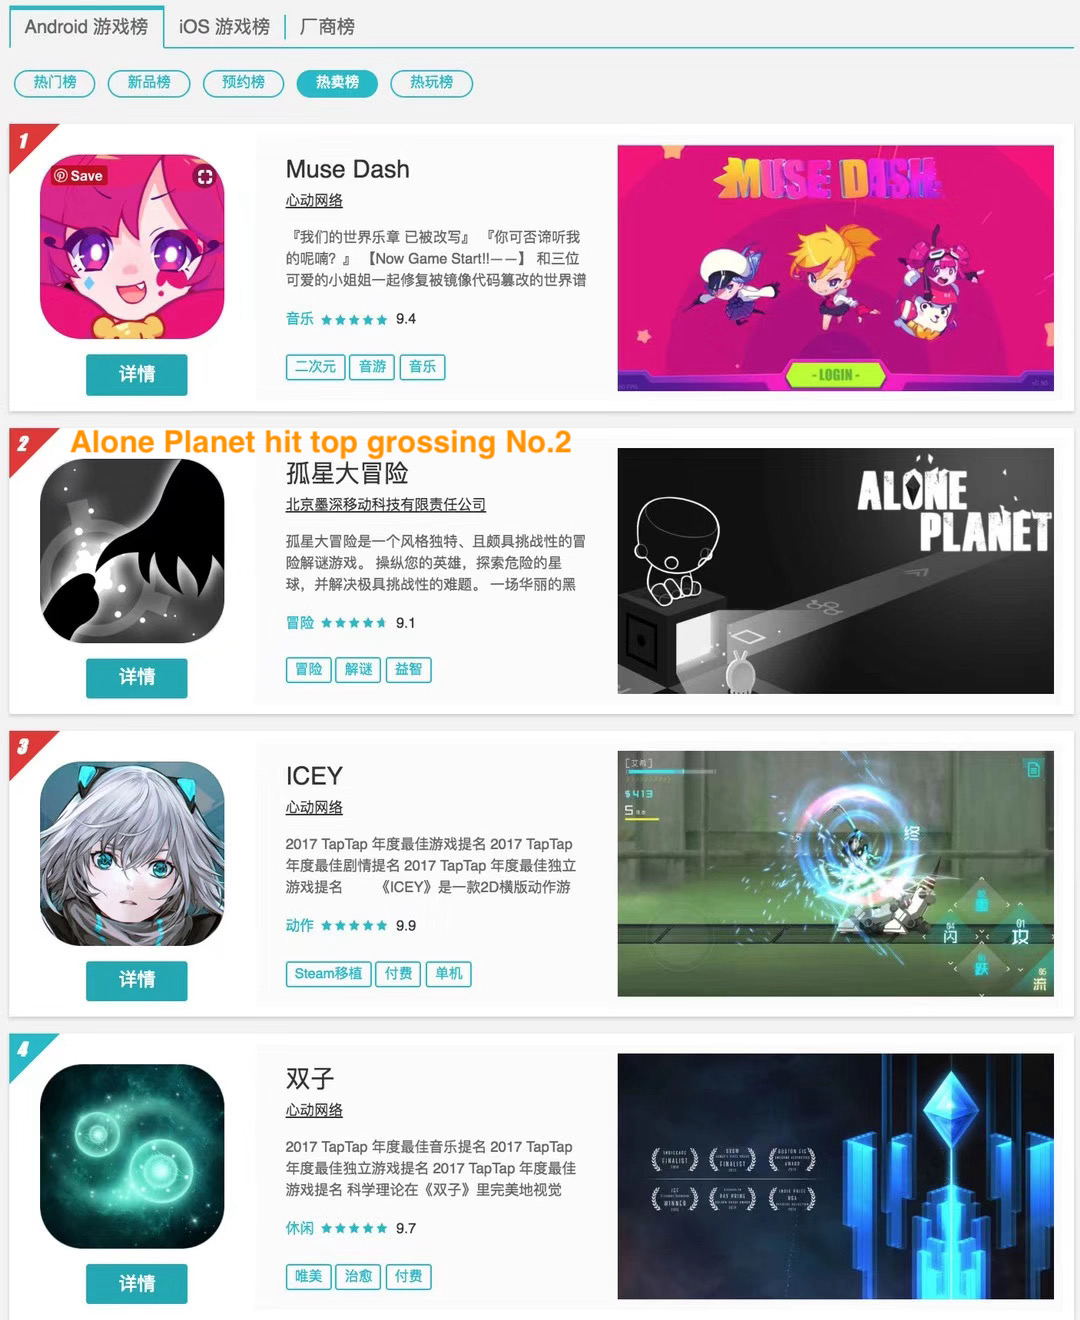 Android 游戏榜
iOS 游戏榜
厂商榜
热门榜
新品榜
预约榜
热卖榜
热玩榜
1
Save
Muse Dash
心动网络
『我们的世界乐章 已被改写』 『你可否谛听我
的呢喃？』 【Now Game Start!!——】 和三位
可爱的小姐姐一起修复被镜像代码篡改的世界谱
音乐 9.4
二次元 音游 音乐
详情
MUSE DASH
- LOGIN -
2
Alone Planet hit top grossing No.2
孤星大冒险
北京墨深移动科技有限责任公司
孤星大冒险是一个风格独特、且颇具挑战性的冒
险解谜游戏。 操纵您的英雄，探索危险的星
球，并解决极具挑战性的难题。 一场华丽的黑
冒险 9.1
冒险 解谜 益智
详情
ALONE
PLANET
3
ICEY
心动网络
2017 TapTap 年度最佳游戏提名 2017 TapTap
年度最佳剧情提名 2017 TapTap 年度最佳独立
游戏提名 《ICEY》是一款2D横版动作游
动作 9.9
Steam移植 付费 单机
详情
[艾希]
$413
5
终
闪
01
攻
跃
05
流
4
双子
心动网络
2017 TapTap 年度最佳音乐提名 2017 TapTap
年度最佳独立游戏提名 2017 TapTap 年度最佳
游戏提名 科学理论在《双子》里完美地视觉
休闲 9.7
唯美 治愈 付费
详情
FINALIST
FINALIST
AWARD
WINNER